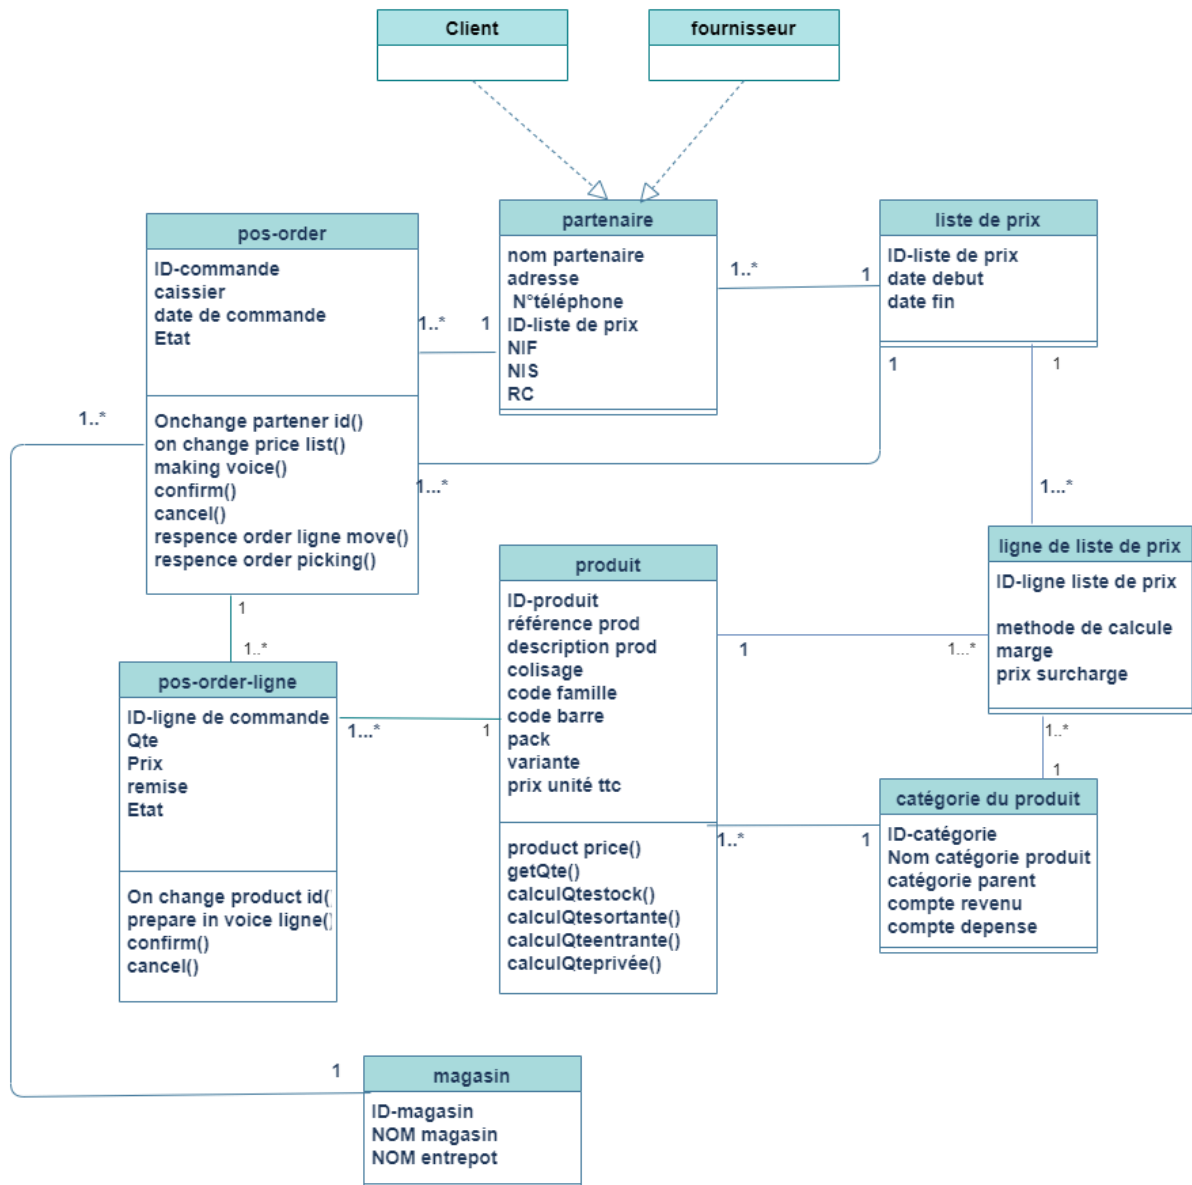 Client
fournisseur
pos-order
ID-commande
caissier
date de commande
Etat
Onchange partener id()
on change price list()
making voice()
confirm()
cancel()
respence order ligne move()
respence order picking()
partenaire
nom partenaire
adresse
N°téléphone
ID-liste de prix
NIF
NIS
RC
liste de prix
ID-liste de prix
date debut
date fin
1..*
1
1..*
1
1..*
1
1...*
1
1...*
ligne de liste de prix
ID-ligne liste de prix
methode de calcule
marge
prix surcharge
produit
ID-produit
référence prod
description prod
colisage
code famille
code barre
pack
variante
prix unité ttc
product price()
getQte()
calculQtestock()
calculQtesortante()
calculQteentrante()
calculQteprivée()
1
1...*
1
1..*
pos-order-ligne
ID-ligne de commande
Qte
Prix
remise
Etat
On change product id(
prepare in voice ligne()
confirm()
cancel()
1...*
1
1..*
1
catégorie du produit
ID-catégorie
Nom catégorie produit
catégorie parent
compte revenu
compte depense
1..*
1
1
magasin
ID-magasin
NOM magasin
NOM entrepot